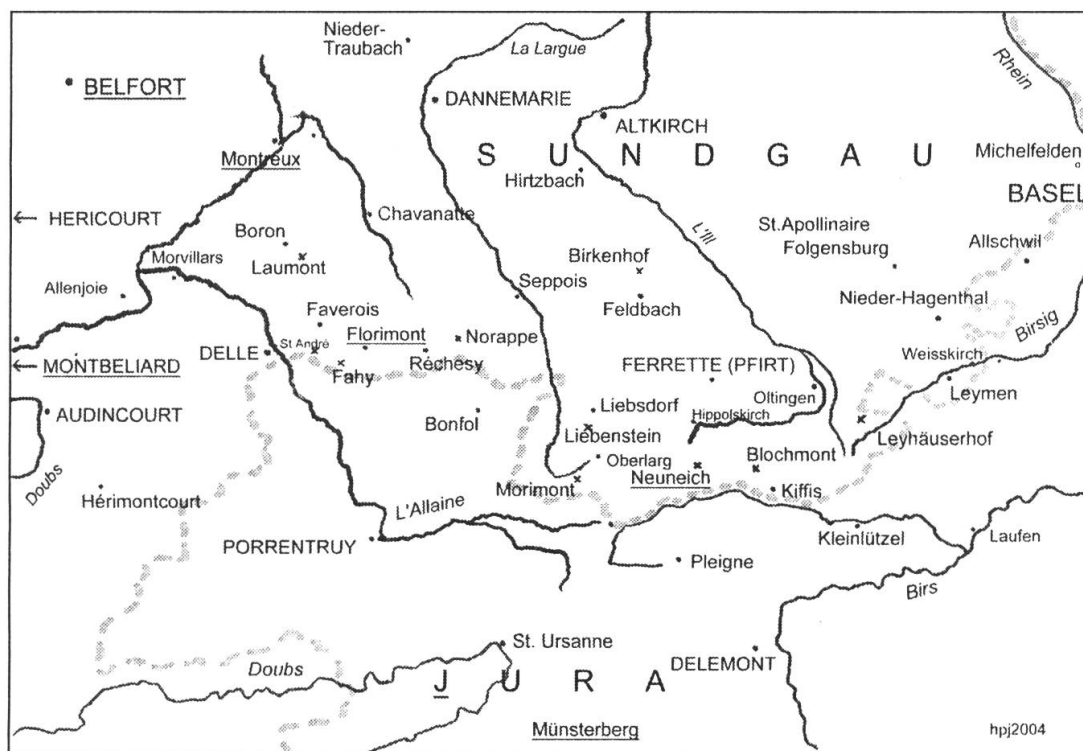 Nieder-
Traubach
La Largue
Rhein
BELFORT
DANNEMARIE
ALTKIRCH
SUNDGAU
Michelfelden
Montreux
Hirtzbach
BASEL
HERICOURT
Chavanatte
L'Ill
St.Apollinaire
Folgensburg
Allschwil
Boron
Laumont
Morvillars
Birkenhof
Allenjoie
Seppois
Feldbach
Nieder-Hagenthal
Faverois
Birsig
St André
Florimont
Norappe
DELLE
Réchésy
Weisskirch
MONTBELIARD
Fahy
FERRETTE (PFIRT)
Oltingen
Leymen
AUDINCOURT
Bonfol
Liebsdorf
Hippolskirch
Liebenstein
Leyhäuserhof
Oberlarg
Blochmont
Doubs
Morimont
Neuneich
Kiffis
Hérimontcourt
L'Allaine
PORRENTRUY
Kleinlützel
Laufen
Pleigne
Birs
St. Ursanne
Doubs
DELEMONT
JURA
Münsterberg
hpj2004